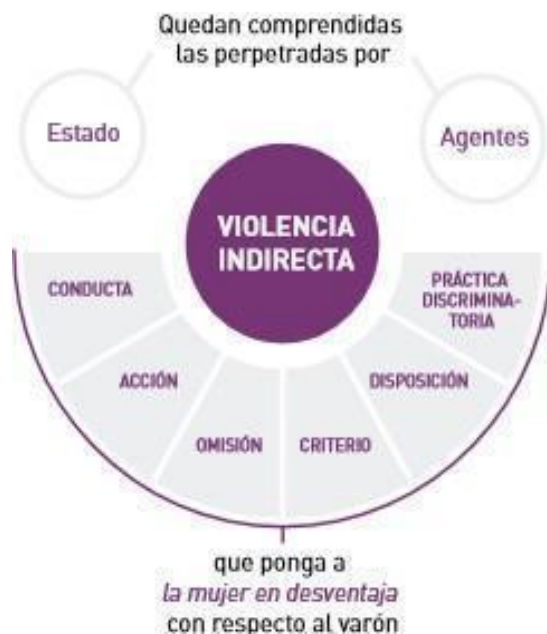 Quedan comprendidas
las perpetradas por
Estado
Agentes
VIOLENCIA
INDIRECTA
CONDUCTA
ACCIÓN
OMISIÓN
CRITERIO
DISPOSICIÓN
PRÁCTICA
DISCRIMINA-
TORIA
que ponga a
la mujer en desventaja
con respecto al varón